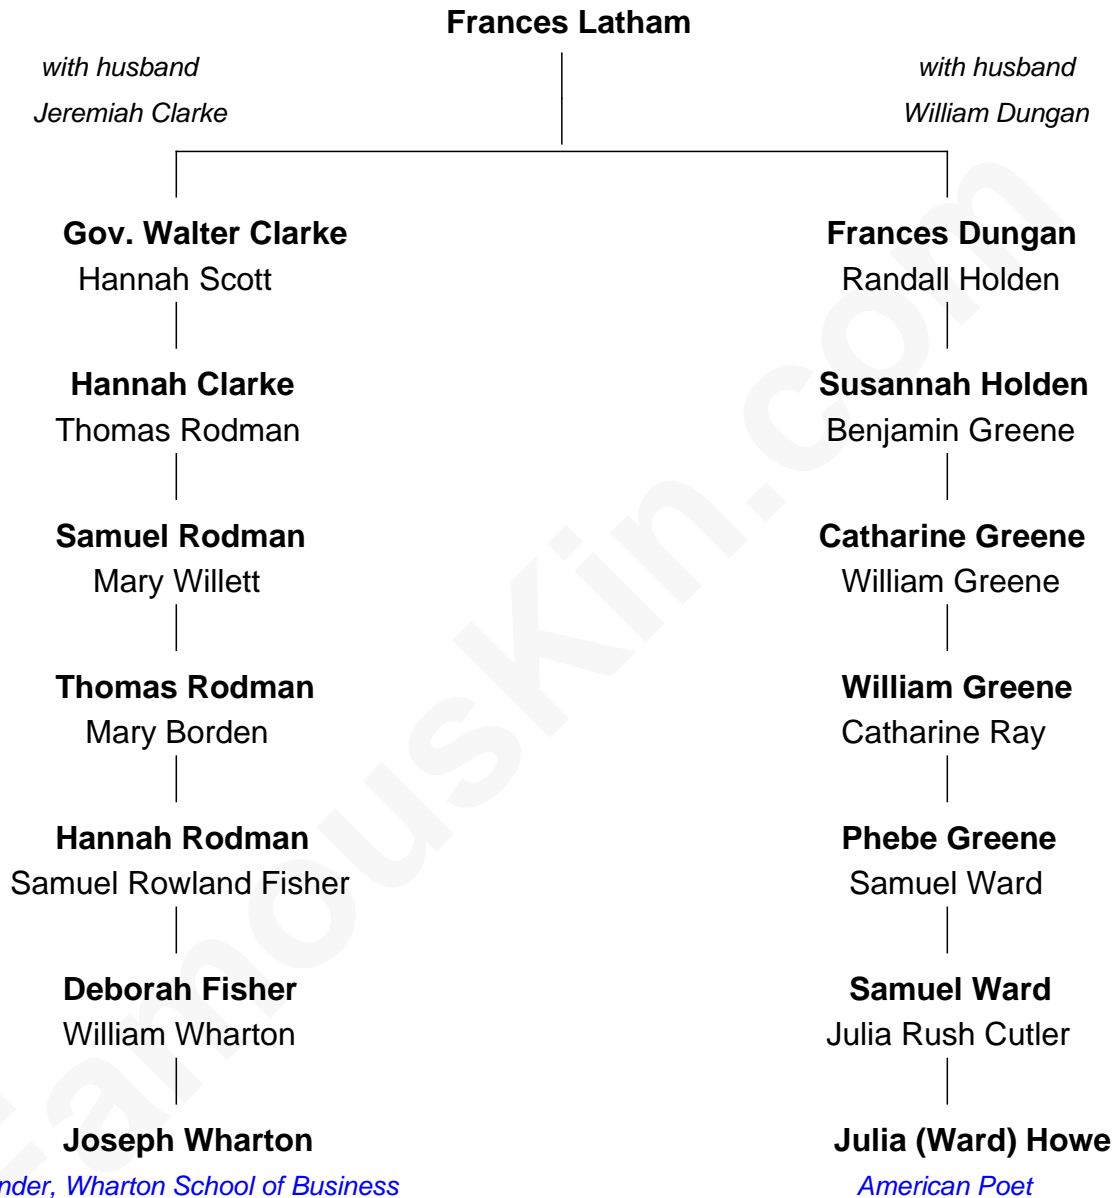 Frances Latham
with husband
Jeremiah Clarke
with husband
William Dungan
Gov. Walter Clarke
Hannah Scott
Frances Dungan
Randall Holden
Hannah Clarke
Thomas Rodman
Susannah Holden
Benjamin Greene
Samuel Rodman
Mary Willett
Catharine Greene
William Greene
Thomas Rodman
Mary Borden
William Greene
Catharine Ray
Hannah Rodman
Samuel Rowland Fisher
Phebe Greene
Samuel Ward
Deborah Fisher
William Wharton
Samuel Ward
Julia Rush Cutler
Joseph Wharton
nder, Wharton School of Business
Julia (Ward) Howe
American Poet
FamousKin.com